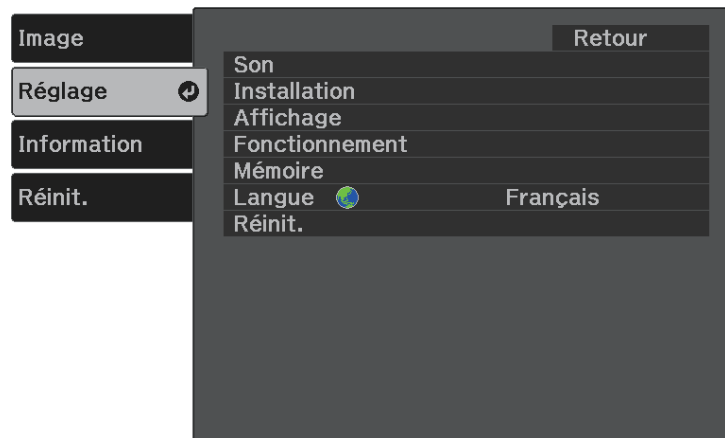 Image
Réglage
Information
Réinit.
Retour
Son
Installation
Affichage
Fonctionnement
Mémoire
Langue Français
Réinit.